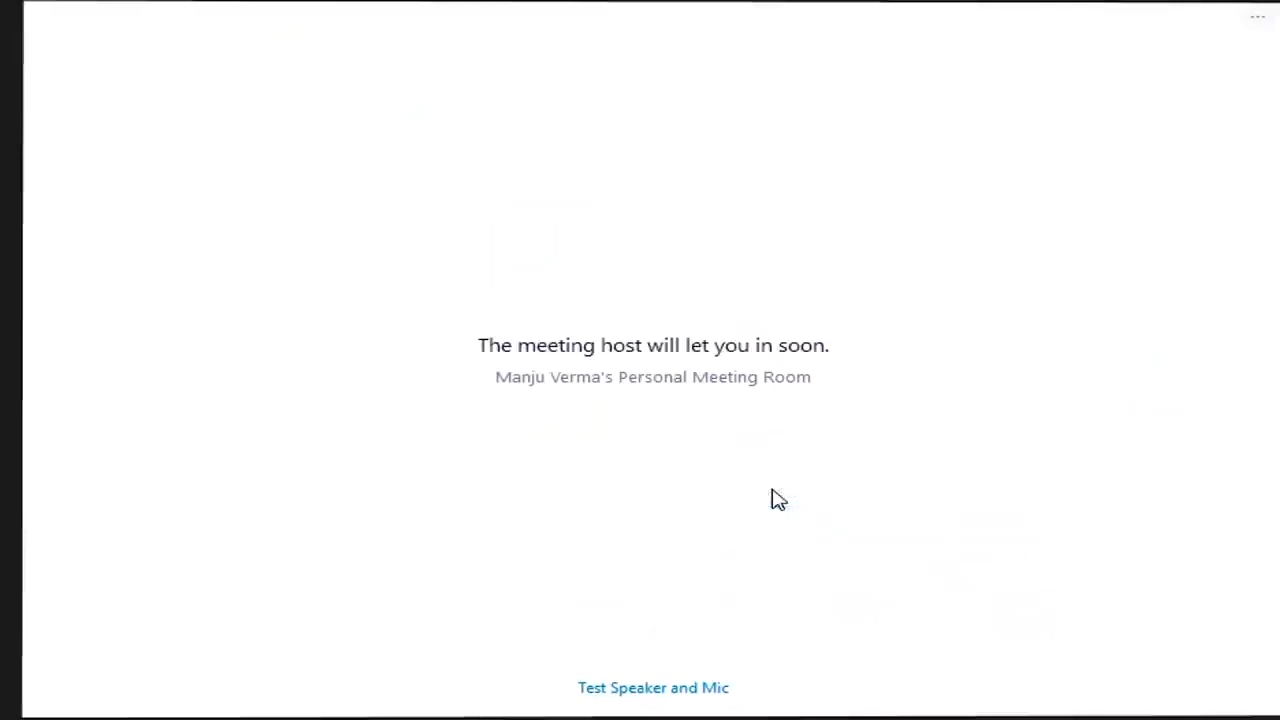 The meeting host will let you in soon.
Manju Verma's Personal Meeting Room
Test Speaker and Mic